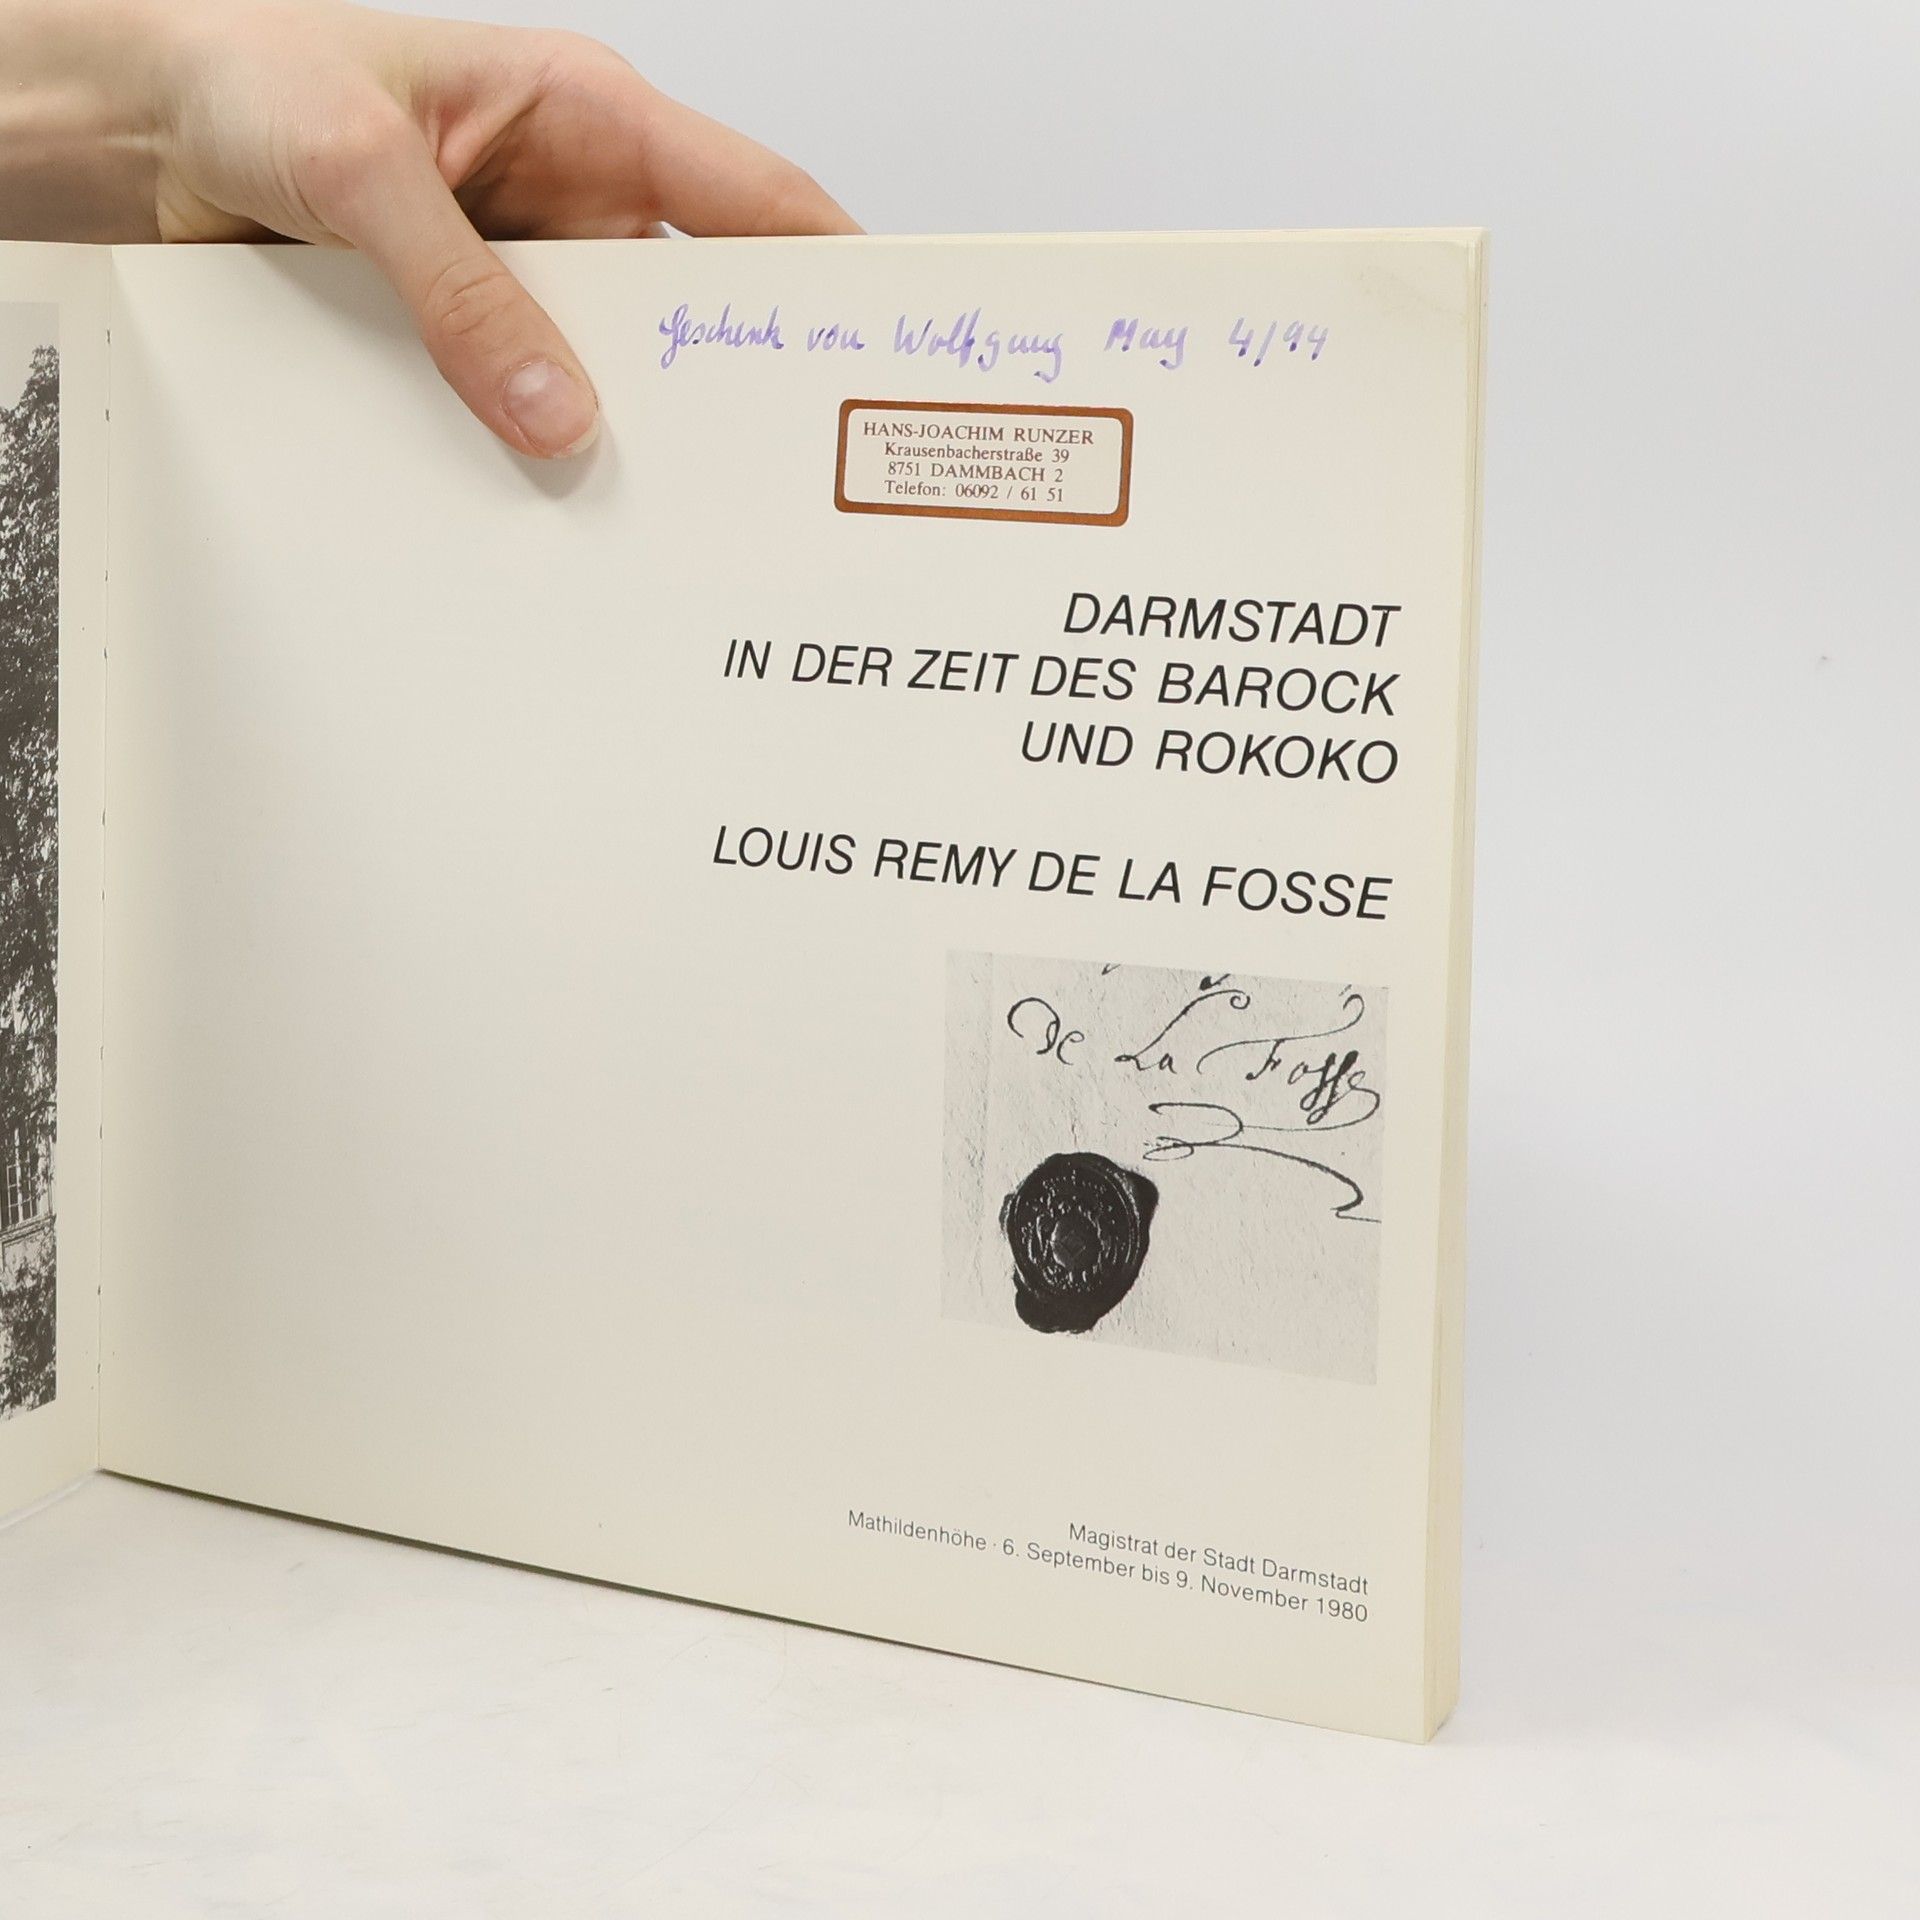 Geschenk von Wolfgang May 4/94
HANS-JOACHIM RUNZER
Krausenbacherstraße 39
8751 DAMMBACH 2
Telefon: 06092 / 61 51
DARMSTADT
IN DER ZEIT DES BAROCK
UND ROKOKO
LOUIS REMY DE LA FOSSE
De La Fosse
Magistrat der Stadt Darmstadt
Mathildenhöhe · 6. September bis 9. November 1980